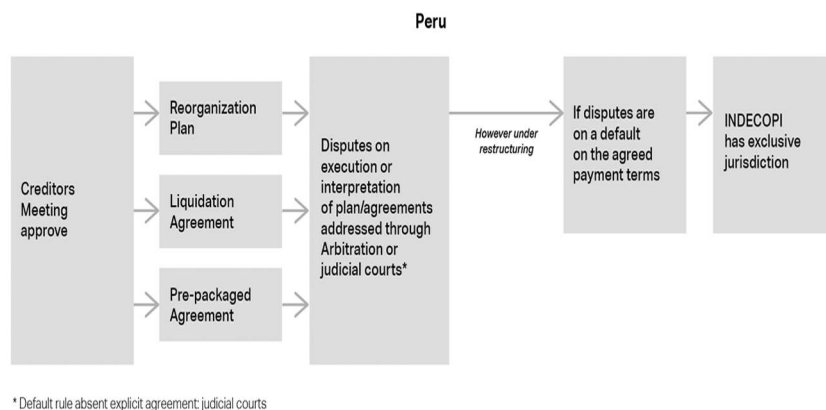 Peru
Creditors
Meeting
approve
Reorganization
Plan
Liquidation
Agreement
Pre-packaged
Agreement
Disputes on
execution or
interpretation
of plan/agreements
addressed through
Arbitration or
judicial courts*
However under
restructuring
If disputes are
on a default
on the agreed
payment terms
INDECOPI
has exclusive
jurisdiction
* Default rule absent explicit agreement: judicial courts